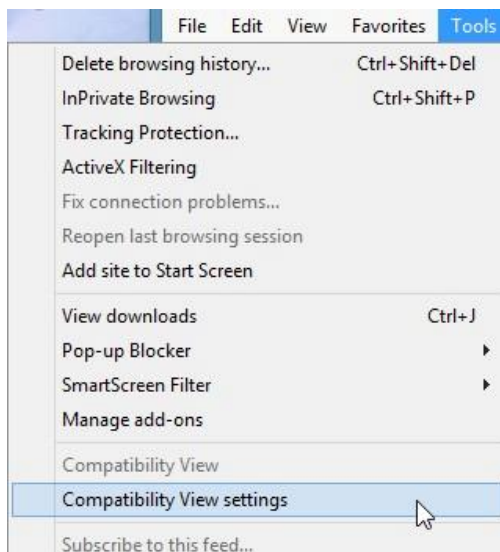 File Edit View Favorites Tools
Delete browsing history... Ctrl+Shift+Del
InPrivate Browsing Ctrl+Shift+P
Tracking Protection...
ActiveX Filtering
Fix connection problems...
Reopen last browsing session
Add site to Start Screen
View downloads Ctrl+J
Pop-up Blocker
SmartScreen Filter
Manage add-ons
Compatibility View
Compatibility View settings
Subscribe to this feed...